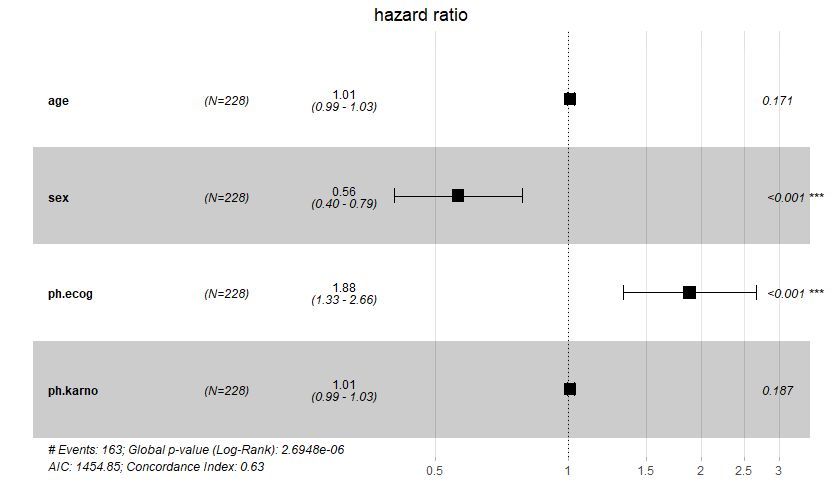 hazard ratio
age (N=228) 1.01 0.171
(0.99 - 1.03)
sex (N=228) 0.56 <0.001 ***
(0.40 - 0.79)
ph.ecog (N=228) 1.88 <0.001 ***
(1.33 - 2.66)
ph.karno (N=228) 1.01 0.187
(0.99 - 1.03)
# Events: 163; Global p-value (Log-Rank): 2.6948e-06
AIC: 1454.85; Concordance Index: 0.63
0.5 1 1.5 2 2.5 3